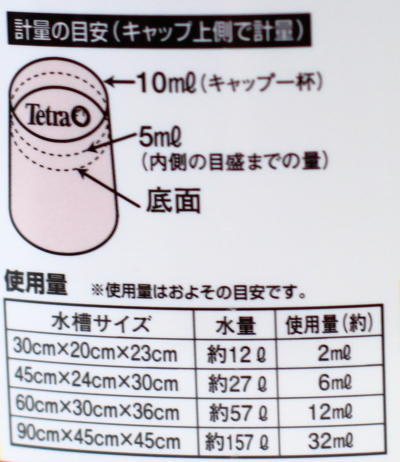 計量の目安(キャップ上側で計量)
10mℓ(キャップ一杯)
Tetra
5mℓ
(内側の目盛までの量)
底面
使用量 ※使用量はおよその目安です。
水槽サイズ 水量 使用量(約)
30cm×20cm×23cm 約12ℓ 2mℓ
45cm×24cm×30cm 約27ℓ 6mℓ
60cm×30cm×36cm 約57ℓ 12mℓ
90cm×45cm×45cm 約157ℓ 32mℓ